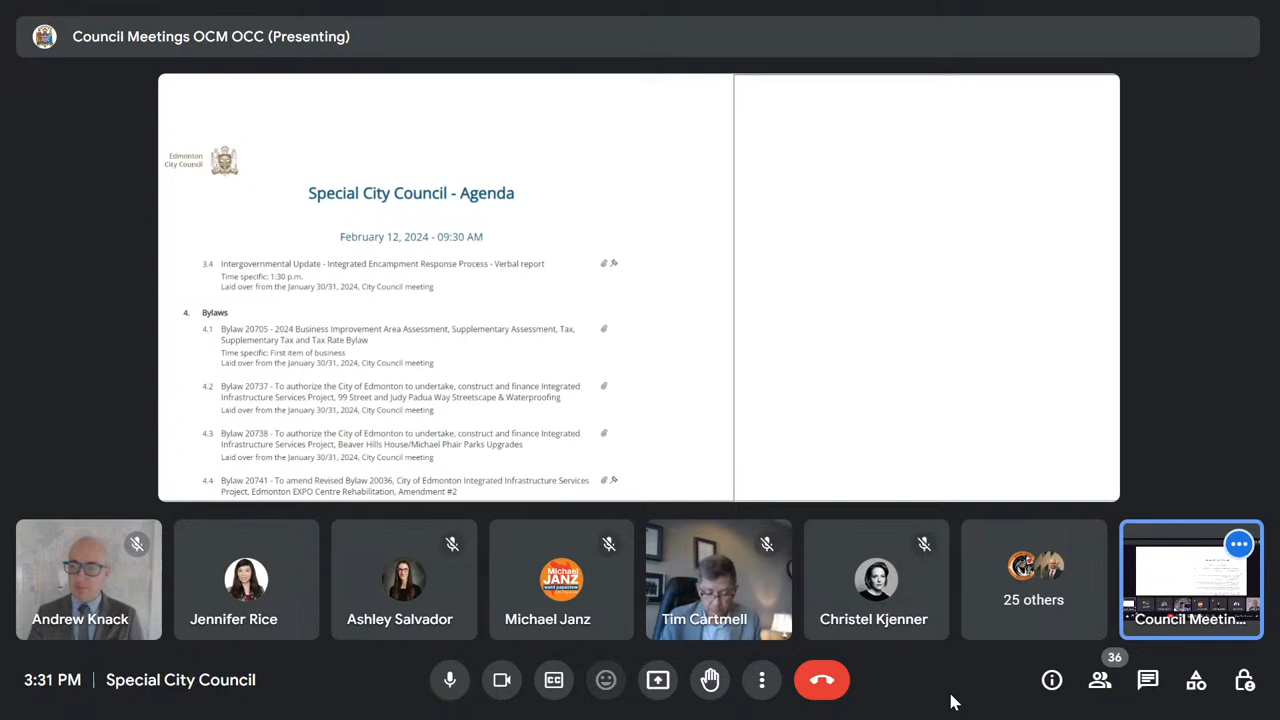 Council Meetings OCM OCC (Presenting)
Edmonton
City Council
Special City Council - Agenda
February 12, 2024 - 09:30 AM
3.4 Intergovernmental Update - Integrated Encampment Response Process - Verbal report
Time specific: 1:30 p.m.
Laid over from the January 30/31, 2024, City Council meeting
4. Bylaws
4.1 Bylaw 20705 - 2024 Business Improvement Area Assessment, Supplementary Assessment, Tax,
Supplementary Tax and Tax Rate Bylaw
Time specific: First item of business
Laid over from the January 30/31, 2024, City Council meeting
4.2 Bylaw 20737 - To authorize the City of Edmonton to undertake, construct and finance Integrated
Infrastructure Services Project, 99 Street and Judy Padua Way Streetscape & Waterproofing
Laid over from the January 30/31, 2024, City Council meeting
4.3 Bylaw 20738 - To authorize the City of Edmonton to undertake, construct and finance Integrated
Infrastructure Services Project, Beaver Hills House/Michael Phair Parks Upgrades
Laid over from the January 30/31, 2024, City Council meeting
4.4 Bylaw 20741 - To amend Revised Bylaw 20036, City of Edmonton Integrated Infrastructure Services
Project, Edmonton EXPO Centre Rehabilitation, Amendment #2
Michael
JANZ
ward papastew
25 others
Andrew Knack
Jennifer Rice
Ashley Salvador
Michael Janz
Tim Cartmell
Christel Kjenner
Council Meetin...
36
3:31 PM | Special City Council
CC